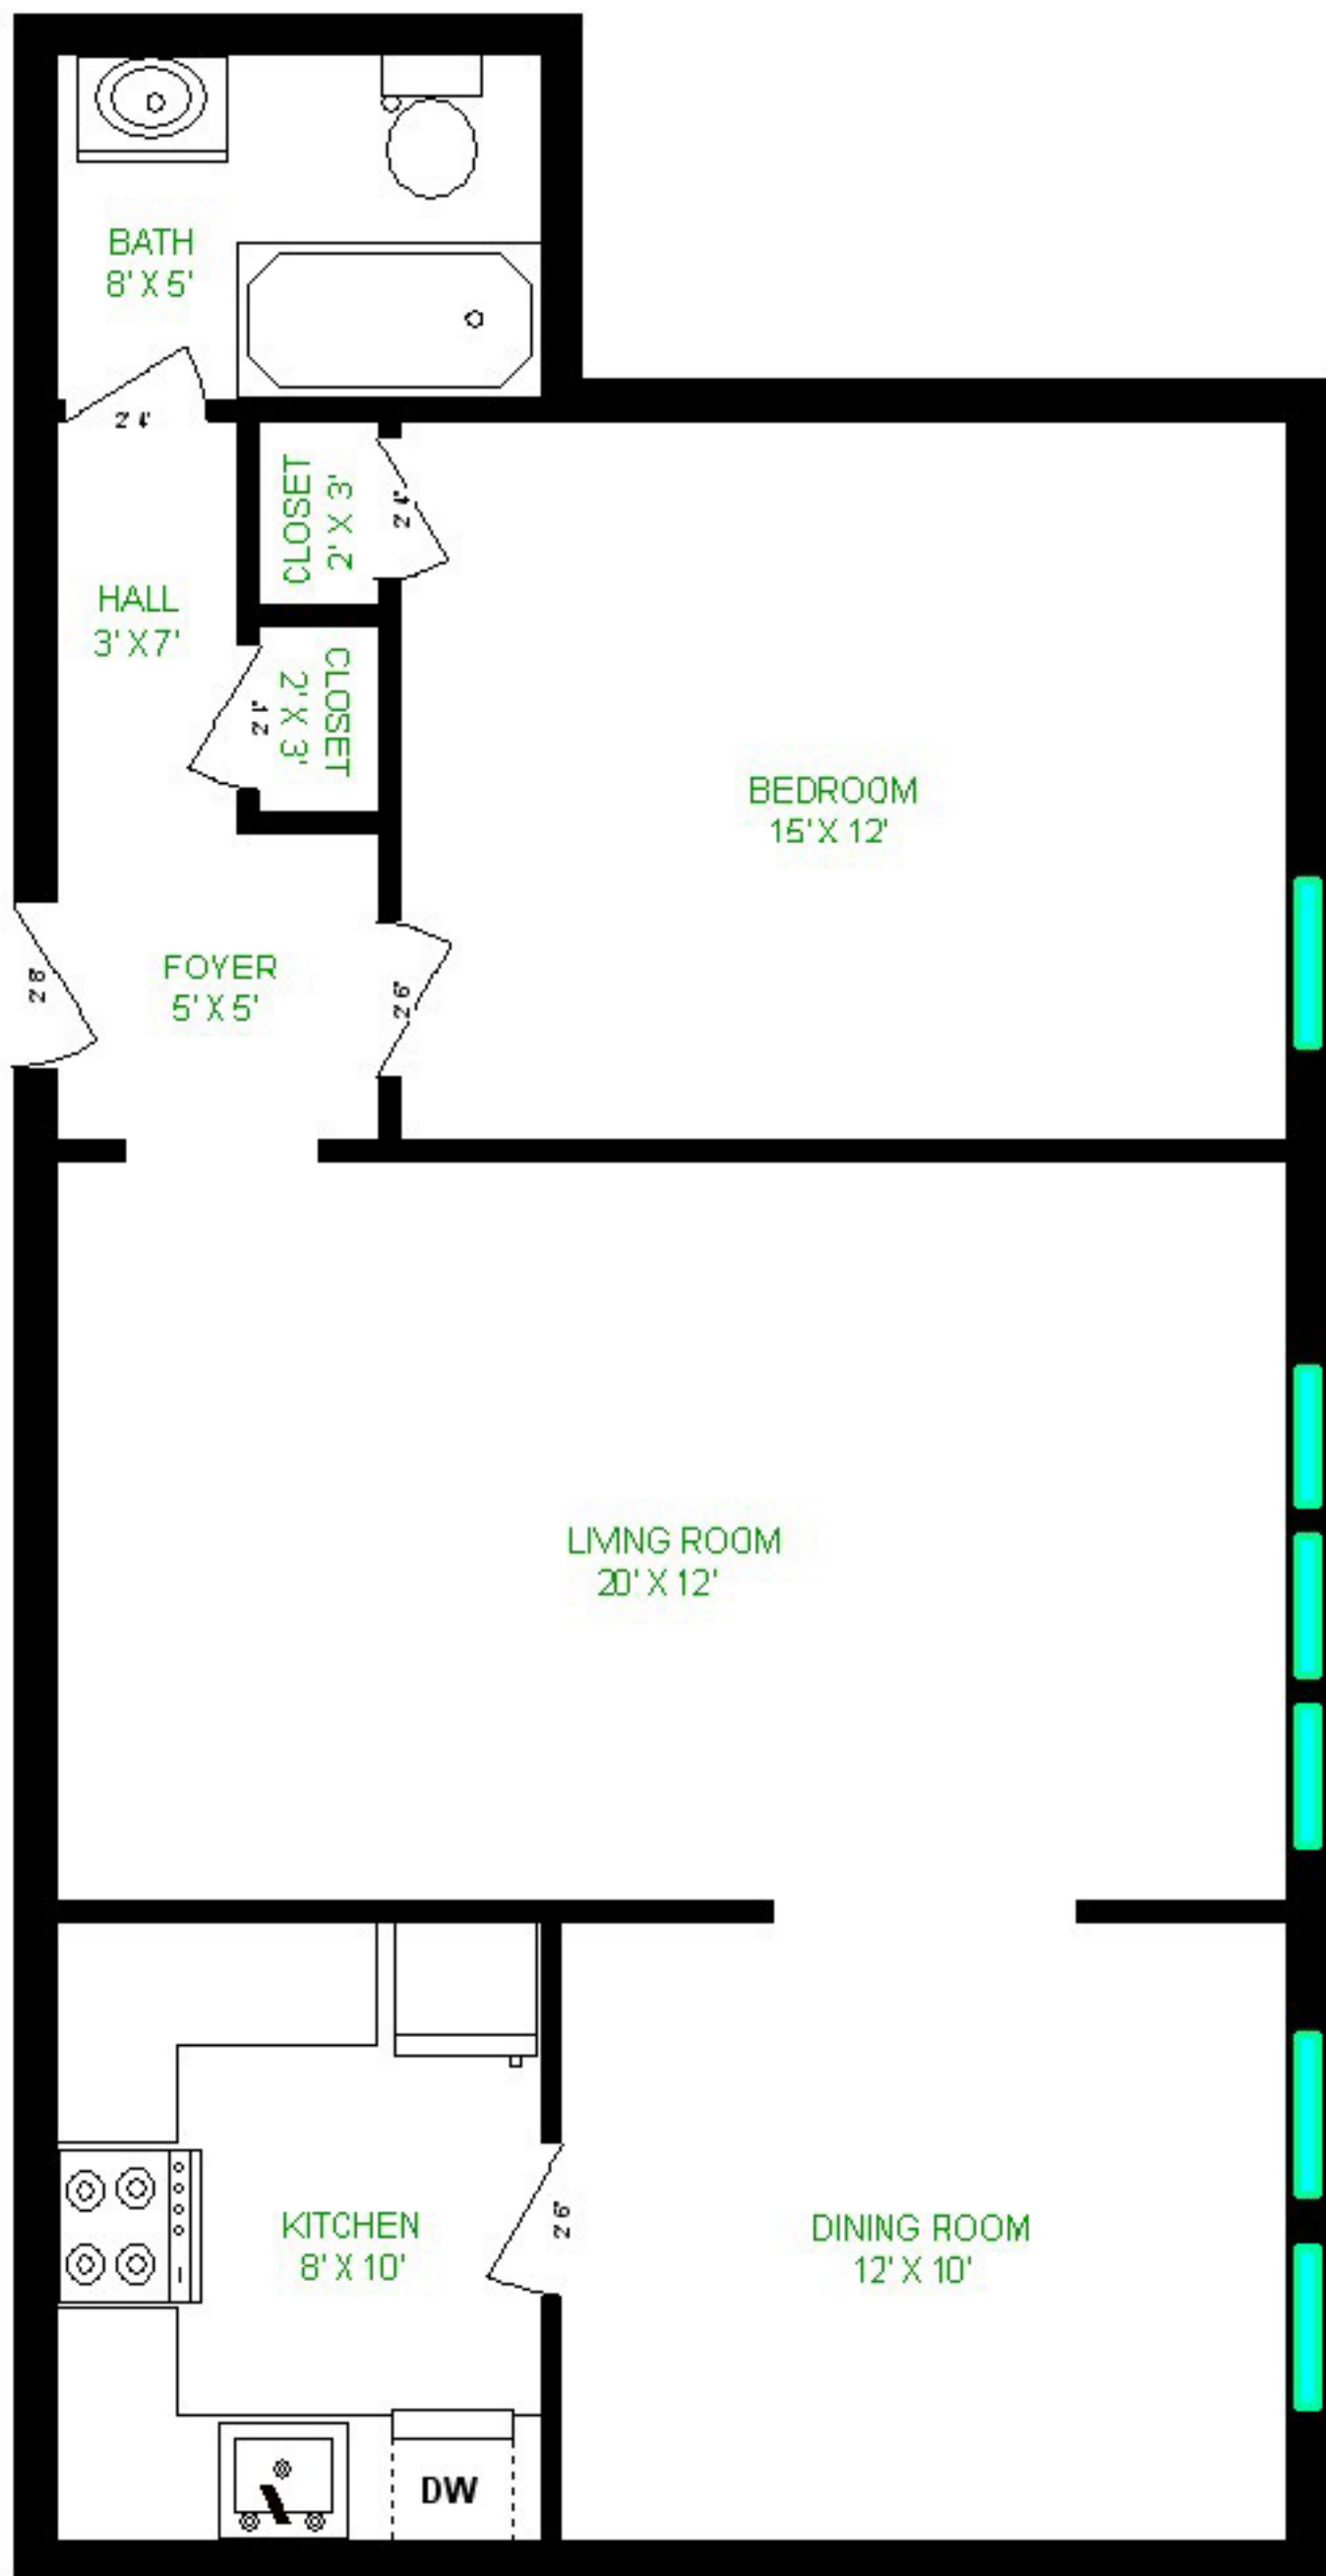 BATH
8' X 5'
2' 4'
CLOSET
2' X 3'
2' 4'
HALL
3' X 7'
CLOSET
2' X 3'
2' 4'
BEDROOM
15' X 12'
FOYER
5' X 5'
2' 8'
2' 6'
LIVING ROOM
20' X 12'
KITCHEN
8' X 10'
2' 6'
DINING ROOM
12' X 10'
DW